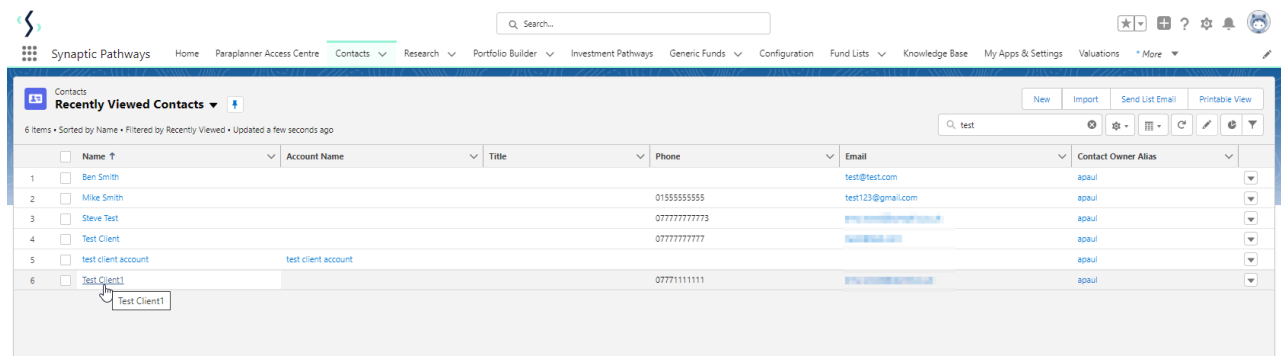 Search...
Synaptic Pathways Home Paraplanner Access Centre Contacts Research Portfolio Builder Investment Pathways Generic Funds Configuration Fund Lists Knowledge Base My Apps & Settings Valuations * More
Contacts
Recently Viewed Contacts
New Import Send List Email Printable View
6 items • Sorted by Name • Filtered by Recently Viewed • Updated a few seconds ago
test
Name ↑ Account Name Title Phone Email Contact Owner Alias
1 Ben Smith test@test.com apaul
2 Mike Smith 01555555555 test123@gmail.com apaul
3 Steve Test 07777777773 apaul
4 Test Client 07777777777 apaul
5 test client account test client account apaul
6 Test Client1 07771111111 apaul
Test Client1